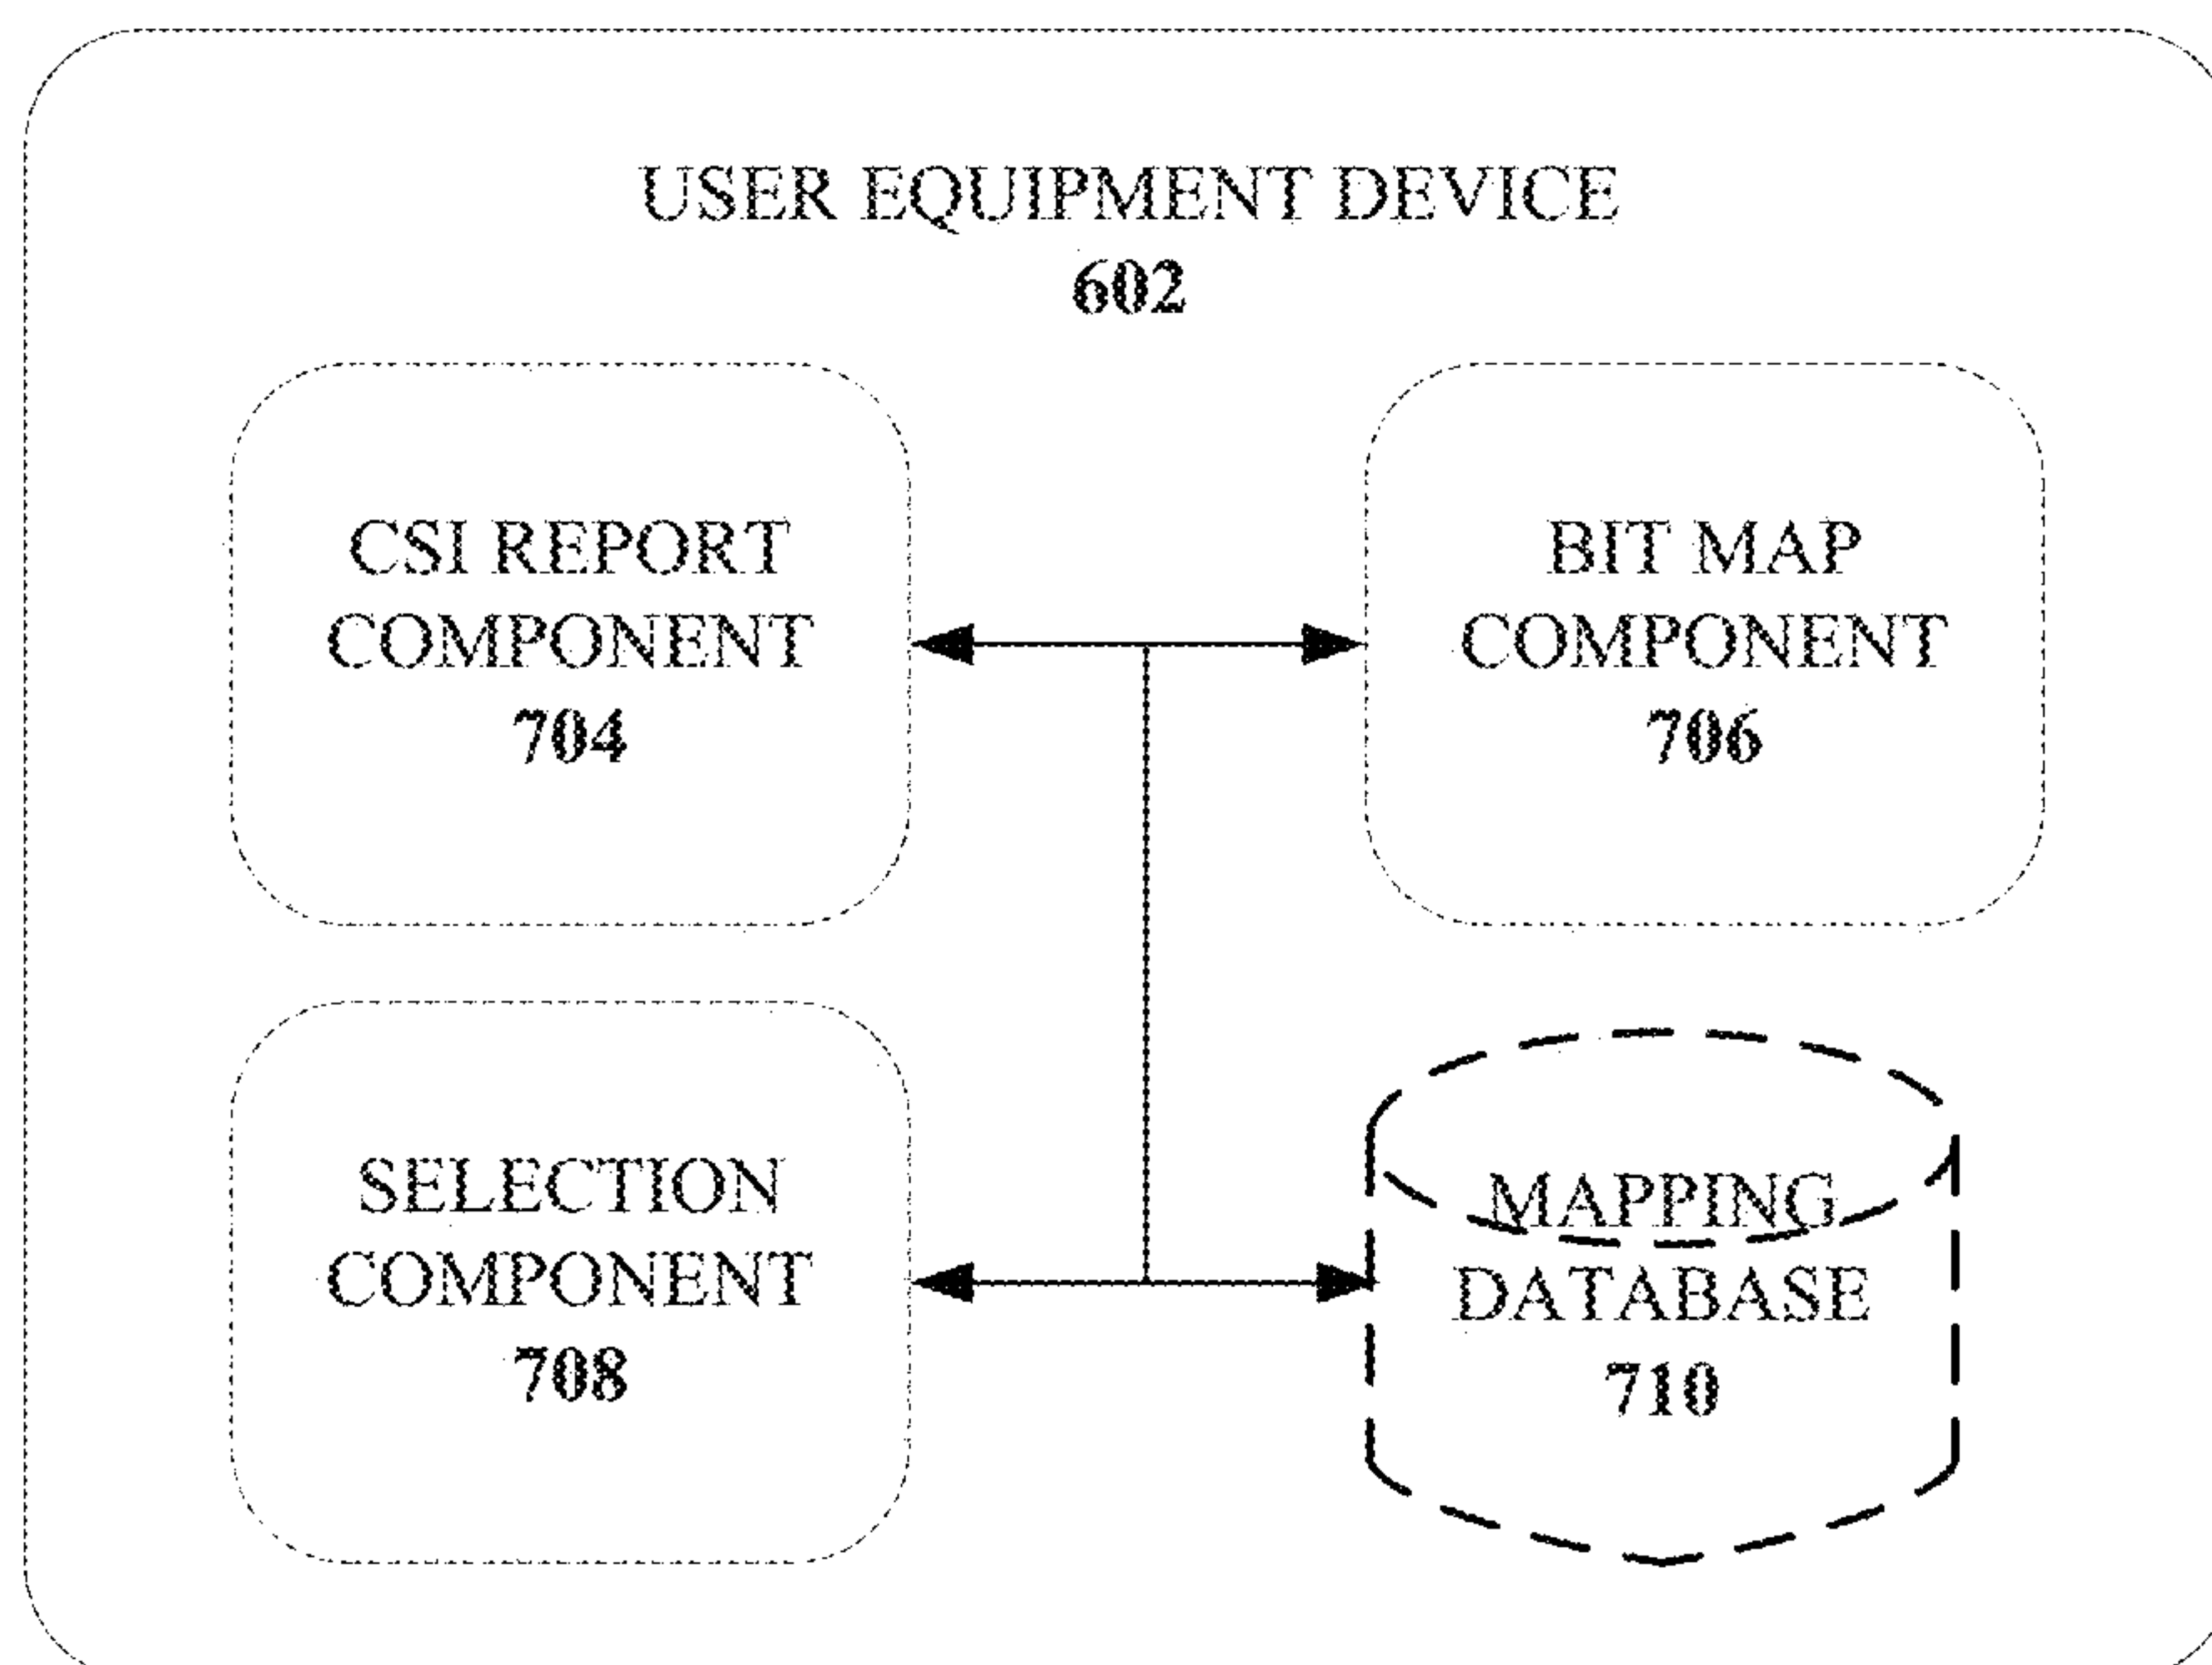 USER EQUIPMENT DEVICE
602
CSI REPORT
COMPONENT
704
BIT MAP
COMPONENT
706
SELECTION
COMPONENT
708
MAPPING
DATABASE
710